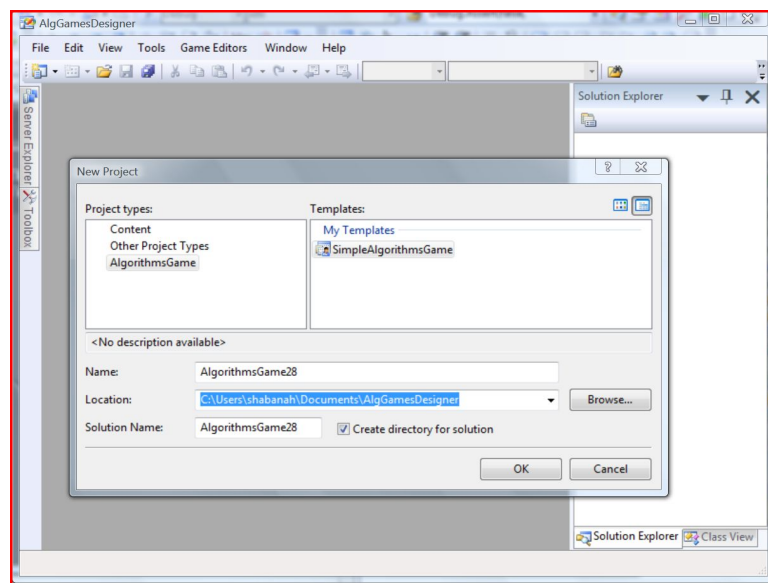 AlgGamesDesigner
File Edit View Tools Game Editors Window Help
Server Explorer
Toolbox
Solution Explorer
New Project
Project types:
Templates:
Content
Other Project Types
AlgorithmsGame
My Templates
SimpleAlgorithmsGame
<No description available>
Name:
AlgorithmsGame28
Location:
C:\Users\shabanah\Documents\AlgGamesDesigner
Browse...
Solution Name:
AlgorithmsGame28
Create directory for solution
OK
Cancel
Solution Explorer
Class View